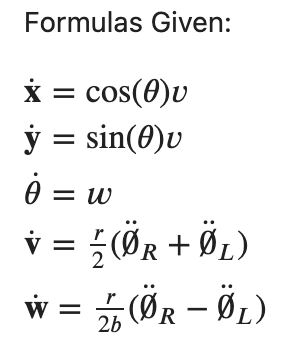 Formulas Given:
ẋ = cos(θ)v
ẏ = sin(θ)v
θ̇ = w
v̇ = r/2 (Ø̈_R + Ø̈_L)
ẇ = r/2b (Ø̈_R − Ø̈_L)